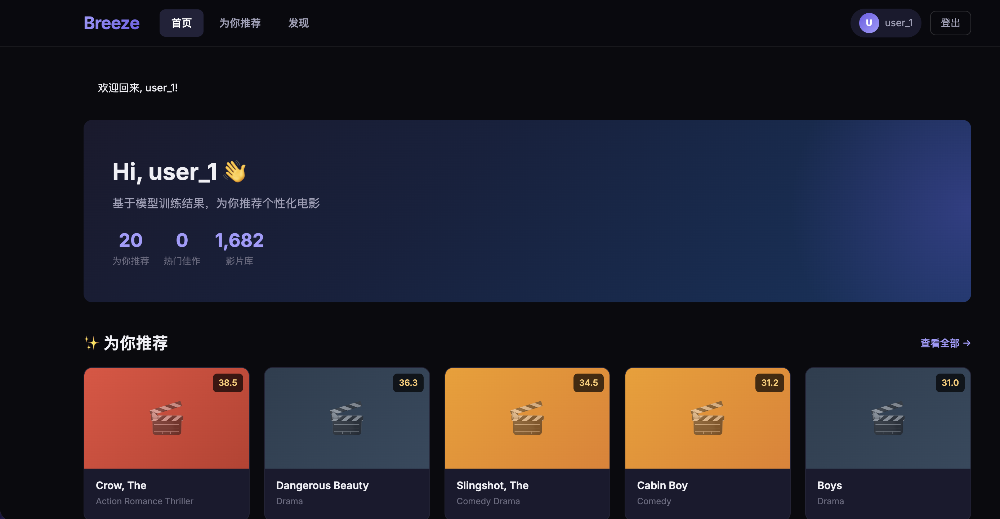 Breeze 首页 为你推荐 发现 U user_1 登出
欢迎回来, user_1!
Hi, user_1 👋
基于模型训练结果，为你推荐个性化电影
20 0 1,682
为你推荐 热门佳作 影片库
✨ 为你推荐 查看全部 →
38.5 36.3 34.5 31.2 31.0
Crow, The Dangerous Beauty Slingshot, The Cabin Boy Boys
Action Romance Thriller Drama Comedy Drama Comedy Drama